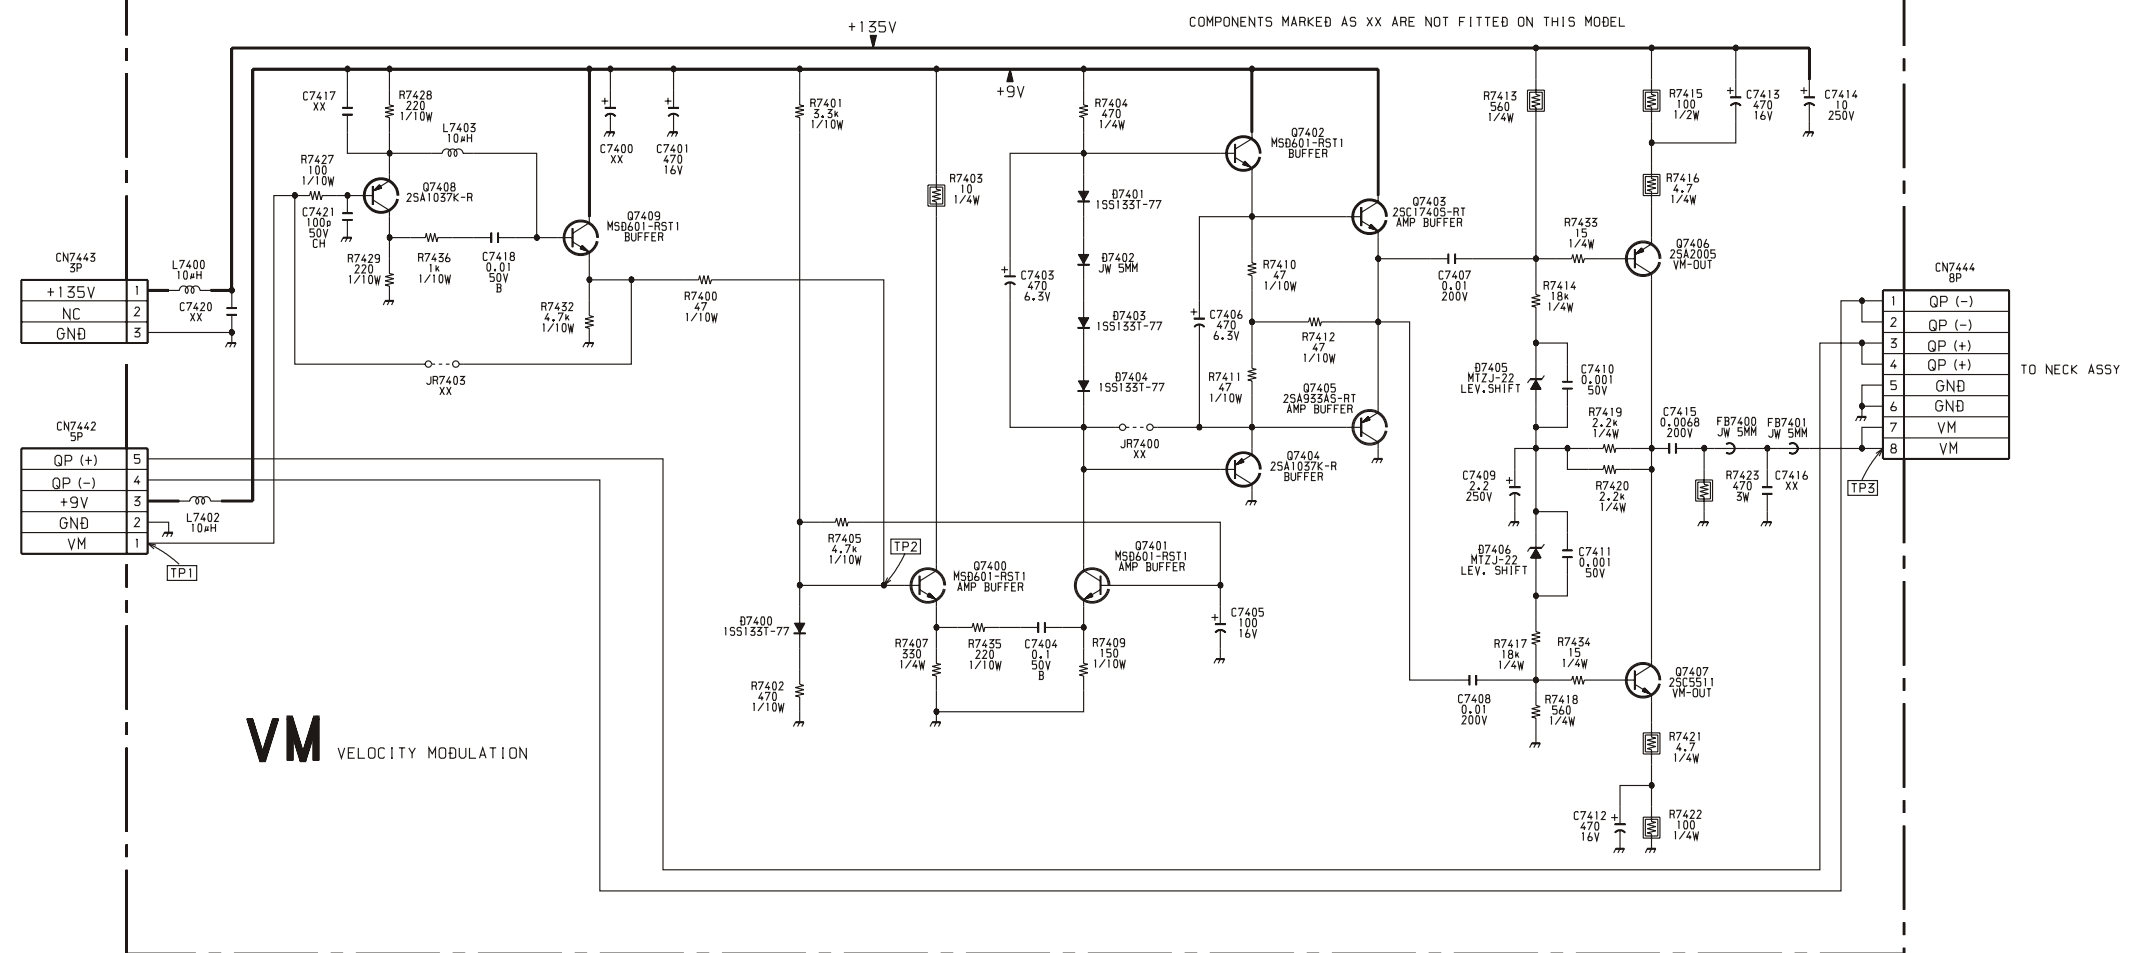 +135V
COMPONENTS MARKED AS XX ARE NOT FITTED ON THIS MODEL
C7417
XX
R7428
220
1/10W
L7403
10µH
R7427
100
1/10W
Q7408
2SA1037K-R
C7421
100p
50V
CH
R7429
220
1/10W
R7436
1k
1/10W
C7418
0.01
50V
B
Q7409
MSD601-RST1
BUFFER
C7400
XX
C7401
470
16V
R7432
4.7k
1/10W
R7400
47
1/10W
JR7403
XX
CN7443
3P
+135V 1
NC 2
GND 3
L7400
10µH
C7420
XX
CN7442
5P
QP (+) 5
QP (-) 4
+9V 3
GND 2
VM 1
L7402
10µH
TP1
R7401
3.3k
1/10W
R7403
10
1/4W
+9V
R7404
470
1/4W
Q7402
MSD601-RST1
BUFFER
D7401
1SS133T-77
D7402
JW 5MM
D7403
1SS133T-77
D7404
1SS133T-77
C7403
470
6.3V
C7406
470
6.3V
R7410
47
1/10W
R7411
47
1/10W
R7412
47
1/10W
Q7403
2SC1740S-RT
AMP BUFFER
Q7405
2SA933AS-RT
AMP BUFFER
JR7400
XX
Q7404
2SA1037K-R
BUFFER
R7405
4.7k
1/10W
TP2
Q7400
MSD601-RST1
AMP BUFFER
Q7401
MSD601-RST1
AMP BUFFER
D7400
1SS133T-77
R7402
470
1/10W
R7407
330
1/4W
R7435
220
1/10W
C7404
0.1
50V
B
R7409
150
1/10W
C7405
100
16V
R7413
560
1/4W
R7415
100
1/2W
C7413
470
16V
C7414
10
250V
R7416
4.7
1/4W
C7407
0.01
200V
R7433
15
1/4W
Q7406
2SA2005
VM-OUT
R7414
18k
1/4W
D7405
MTZJ-22
LEV.SHIFT
C7410
0.001
50V
R7419
2.2k
1/4W
C7415
0.0068
200V
FB7400
JW 5MM
FB7401
JW 5MM
C7409
2.2
250V
R7420
2.2k
1/4W
R7423
470
3W
C7416
XX
D7406
MTZJ-22
LEV. SHIFT
C7411
0.001
50V
R7417
18k
1/4W
R7434
15
1/4W
C7408
0.01
200V
R7418
560
1/4W
Q7407
2SC5511
VM-OUT
R7421
4.7
1/4W
C7412
470
16V
R7422
100
1/4W
CN7444
8P
1 QP (-)
2 QP (-)
3 QP (+)
4 QP (+)
5 GND
6 GND
7 VM
8 VM
TO NECK ASSY
TP3
VM VELOCITY MODULATION